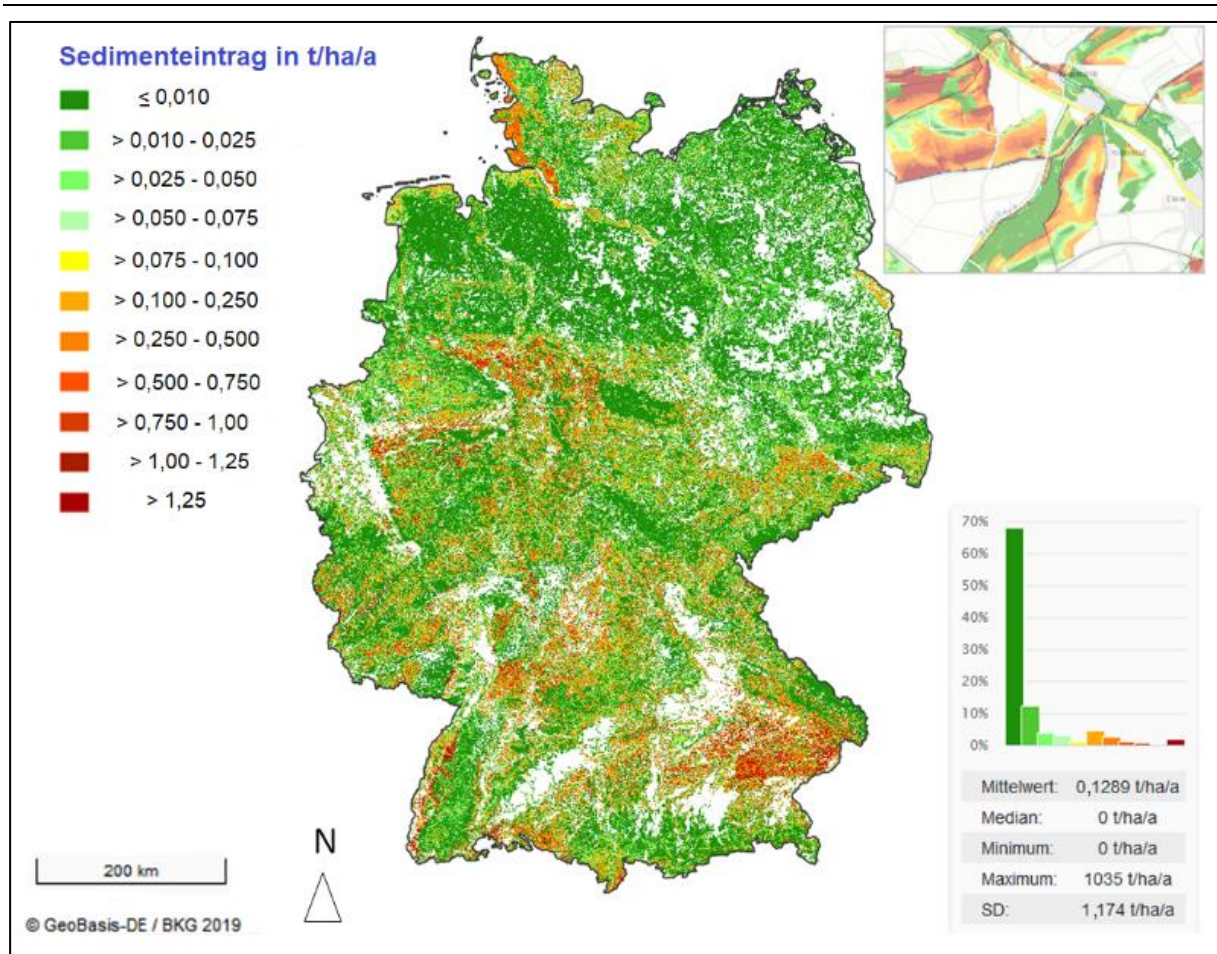 Sedimenteintrag in t/ha/a
≤ 0,010
> 0,010 - 0,025
> 0,025 - 0,050
> 0,050 - 0,075
> 0,075 - 0,100
> 0,100 - 0,250
> 0,250 - 0,500
> 0,500 - 0,750
> 0,750 - 1,00
> 1,00 - 1,25
> 1,25
200 km
N
© GeoBasis-DE / BKG 2019
70%
60%
50%
40%
30%
20%
10%
0%
Mittelwert: 0,1289 t/ha/a
Median: 0 t/ha/a
Minimum: 0 t/ha/a
Maximum: 1035 t/ha/a
SD: 1,174 t/ha/a